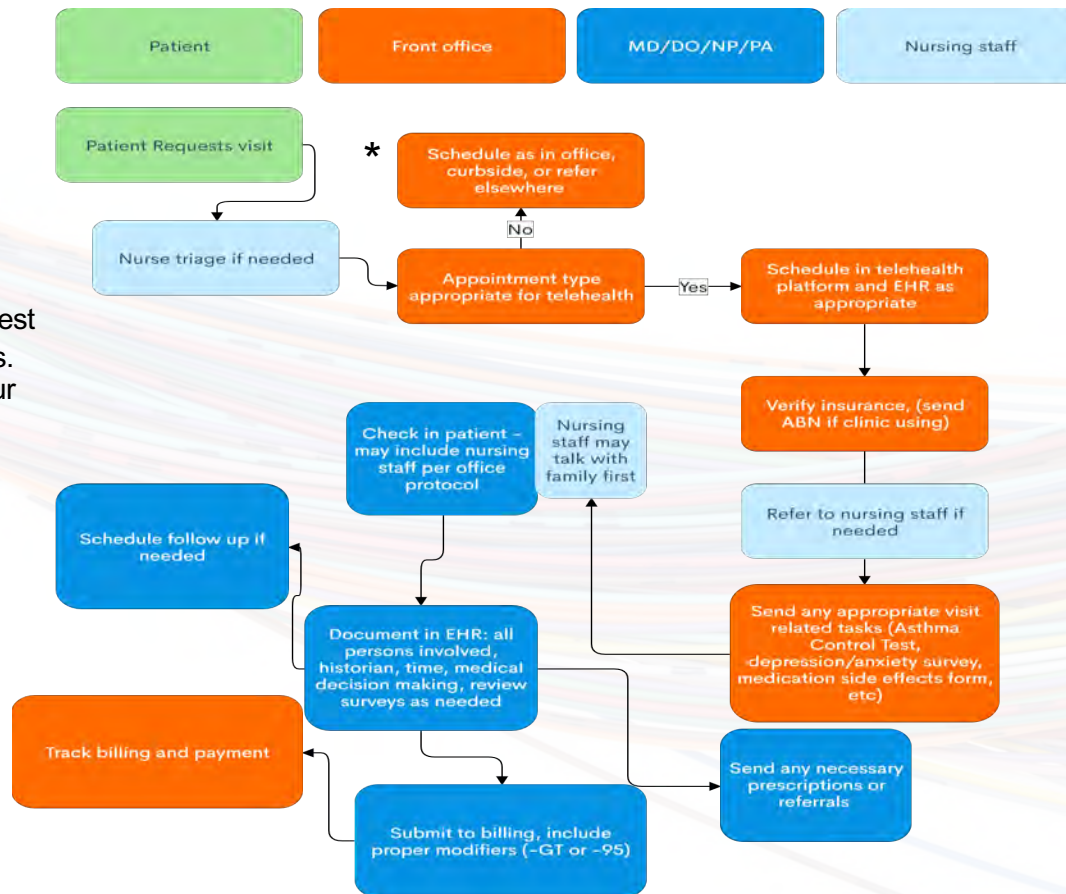 Patient
Front office
MD/DO/NP/PA
Nursing staff
Patient Requests visit
*
Schedule as in office,
curbside, or refer
elsewhere
No
Nurse triage if needed
Appointment type
appropriate for telehealth
Yes
Schedule in telehealth
platform and EHR as
appropriate
est
s.
ur
Verify insurance, (send
ABN if clinic using)
Check in patient –
may include nursing
staff per office
protocol
Nursing
staff may
talk with
family first
Refer to nursing staff if
needed
Schedule follow up if
needed
Send any appropriate visit
related tasks (Asthma
Control Test,
depression/anxiety survey,
medication side effects form,
etc)
Document in EHR: all
persons involved,
historian, time, medical
decision making, review
surveys as needed
Track billing and payment
Send any necessary
prescriptions or
referrals
Submit to billing, include
proper modifiers (-GT or -95)